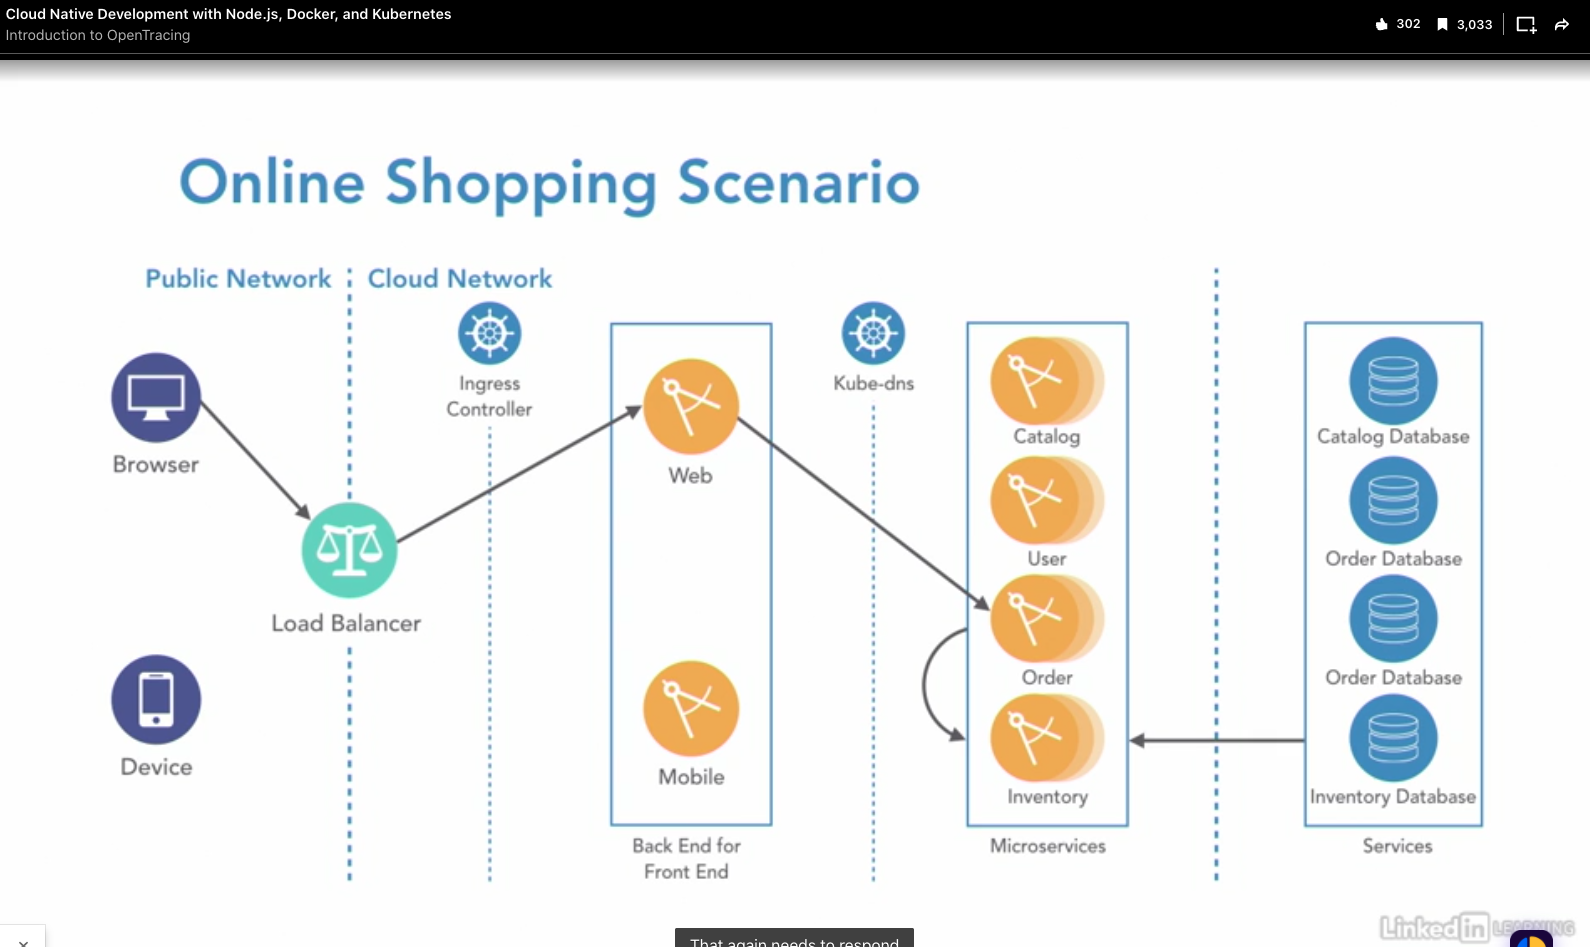 Cloud Native Development with Node.js, Docker, and Kubernetes
Introduction to OpenTracing
302
3,033
Online Shopping Scenario
Public Network
Cloud Network
Ingress
Controller
Kube-dns
Browser
Web
Catalog
Catalog Database
User
Order Database
Load Balancer
Order
Order Database
Device
Mobile
Inventory
Inventory Database
Back End for
Front End
Microservices
Services
LinkedIn LEARNING
That again needs to respond